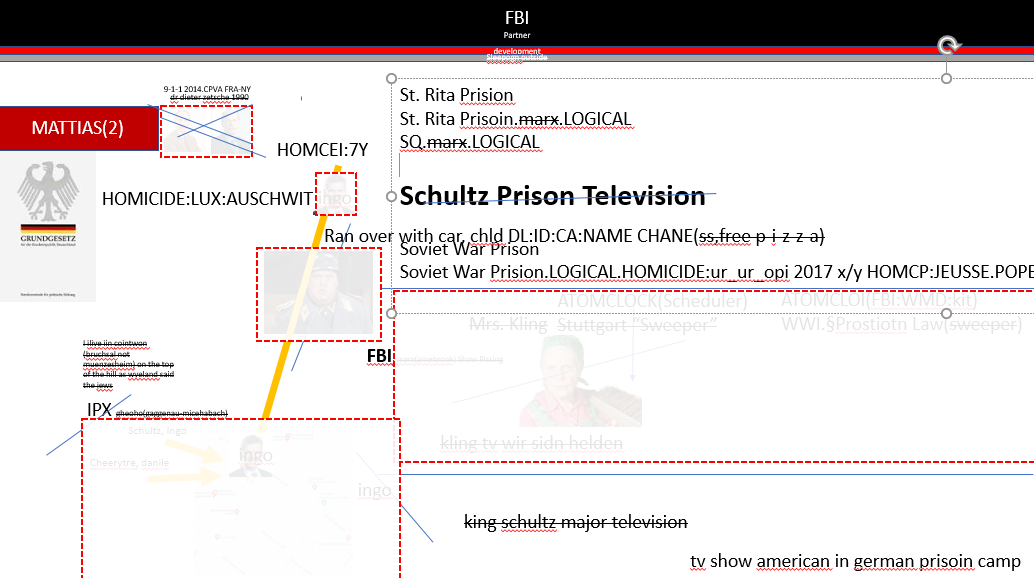 FBI
Partner
development,
9-1-1 2014.CPVA FRA-NY
dr dieter zetsche 1990
MATTIAS(2)
HOMCEI:7Y
HOMICIDE:LUX:AUSCHWIT
ingo
GRUNDGESETZ
St. Rita Prision
St. Rita Prisoin.marx.LOGICAL
SQ.marx.LOGICAL
Schultz Prison Television
Ran over with car, chld DL:ID:CA:NAME CHANE(ss,free p-i-z-z-a)
Soviet War Prison
Soviet War Prision.LOGICAL.HOMICIDE:ur_ur_opi 2017 x/y HOMCP:JEUSSE.POPE
ATOMCLOCK(Scheduler)
ATOMCLOI(FBI:WMD:kit)
Mrs. Kling Stuttgart "Sweeper"
WWI.§Prostiotn Law(sweeper)
FBI
kling tv wir sidn helden
I ilive iin cointwon
(bruchsal not
muenzesheim) on the top
of the hill as wyeland said
the jews
IPX gheoho(gaggenau-micehabach)
Schultz, Ingo
Cheerytre, danile
ingo
ingo
king schultz major television
tv show american in german prisoin camp